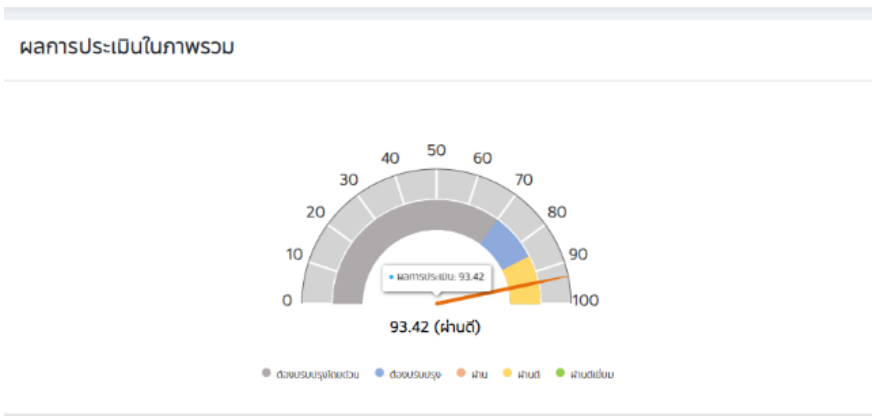 ผลการประเมินในภาพรวม
50
40
60
30
70
20
80
10
90
0
100
ผลการประเมิน: 93.42
93.42 (ผ่านดี)
ต้องปรับปรุงโดยด่วน ต้องปรับปรุง ผ่าน ผ่านดี ผ่านดีเยี่ยม